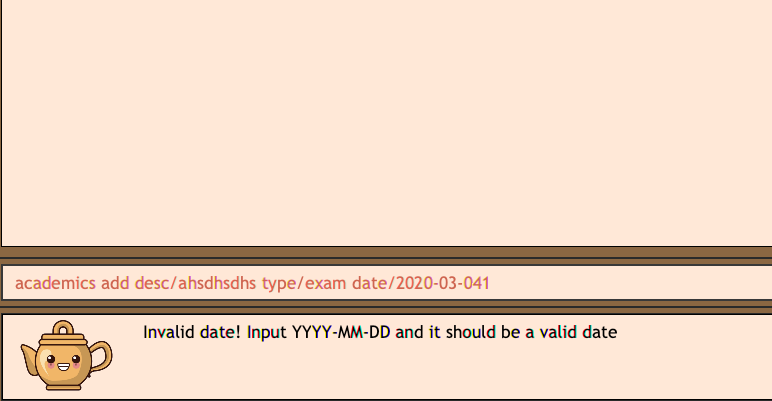 academics add desc/ahsdhsdhs type/exam date/2020-03-041
Invalid date! Input YYYY-MM-DD and it should be a valid date